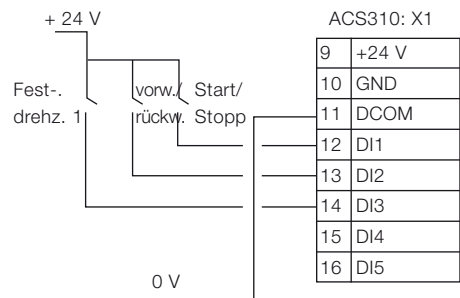 + 24 V
ACS310: X1
9 +24 V
10 GND
11 DCOM
12 DI1
13 DI2
14 DI3
15 DI4
16 DI5
Fest-.
drehz. 1
vorw./
rückw.
Start/
Stopp
0 V